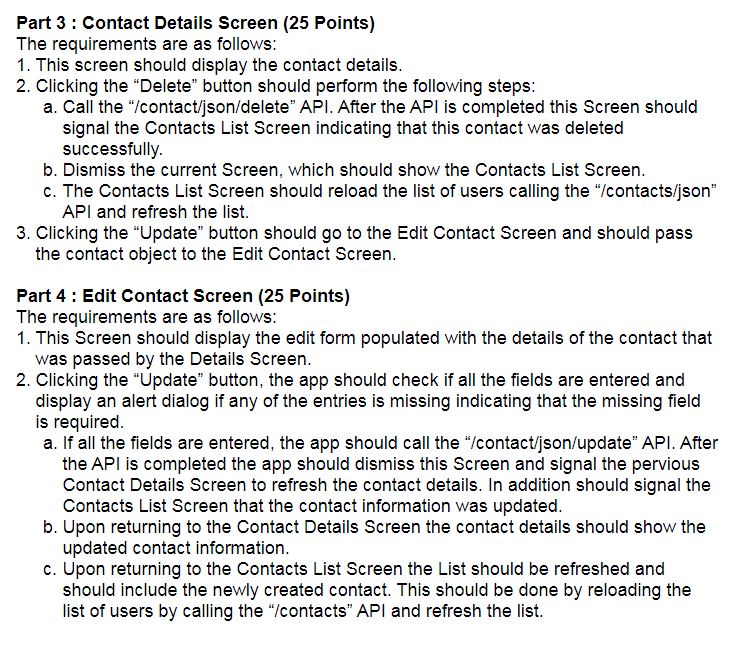 Part 3 : Contact Details Screen (25 Points)
The requirements are as follows:
1. This screen should display the contact details.
2. Clicking the “Delete” button should perform the following steps:
a. Call the “/contact/json/delete” API. After the API is completed this Screen should
signal the Contacts List Screen indicating that this contact was deleted
successfully.
b. Dismiss the current Screen, which should show the Contacts List Screen.
c. The Contacts List Screen should reload the list of users calling the “/contacts/json”
API and refresh the list.
3. Clicking the “Update” button should go to the Edit Contact Screen and should pass
the contact object to the Edit Contact Screen.
Part 4 : Edit Contact Screen (25 Points)
The requirements are as follows:
1. This Screen should display the edit form populated with the details of the contact that
was passed by the Details Screen.
2. Clicking the “Update” button, the app should check if all the fields are entered and
display an alert dialog if any of the entries is missing indicating that the missing field
is required.
a. If all the fields are entered, the app should call the “/contact/json/update” API. After
the API is completed the app should dismiss this Screen and signal the pervious
Contact Details Screen to refresh the contact details. In addition should signal the
Contacts List Screen that the contact information was updated.
b. Upon returning to the Contact Details Screen the contact details should show the
updated contact information.
c. Upon returning to the Contacts List Screen the List should be refreshed and
should include the newly created contact. This should be done by reloading the
list of users by calling the “/contacts” API and refresh the list.